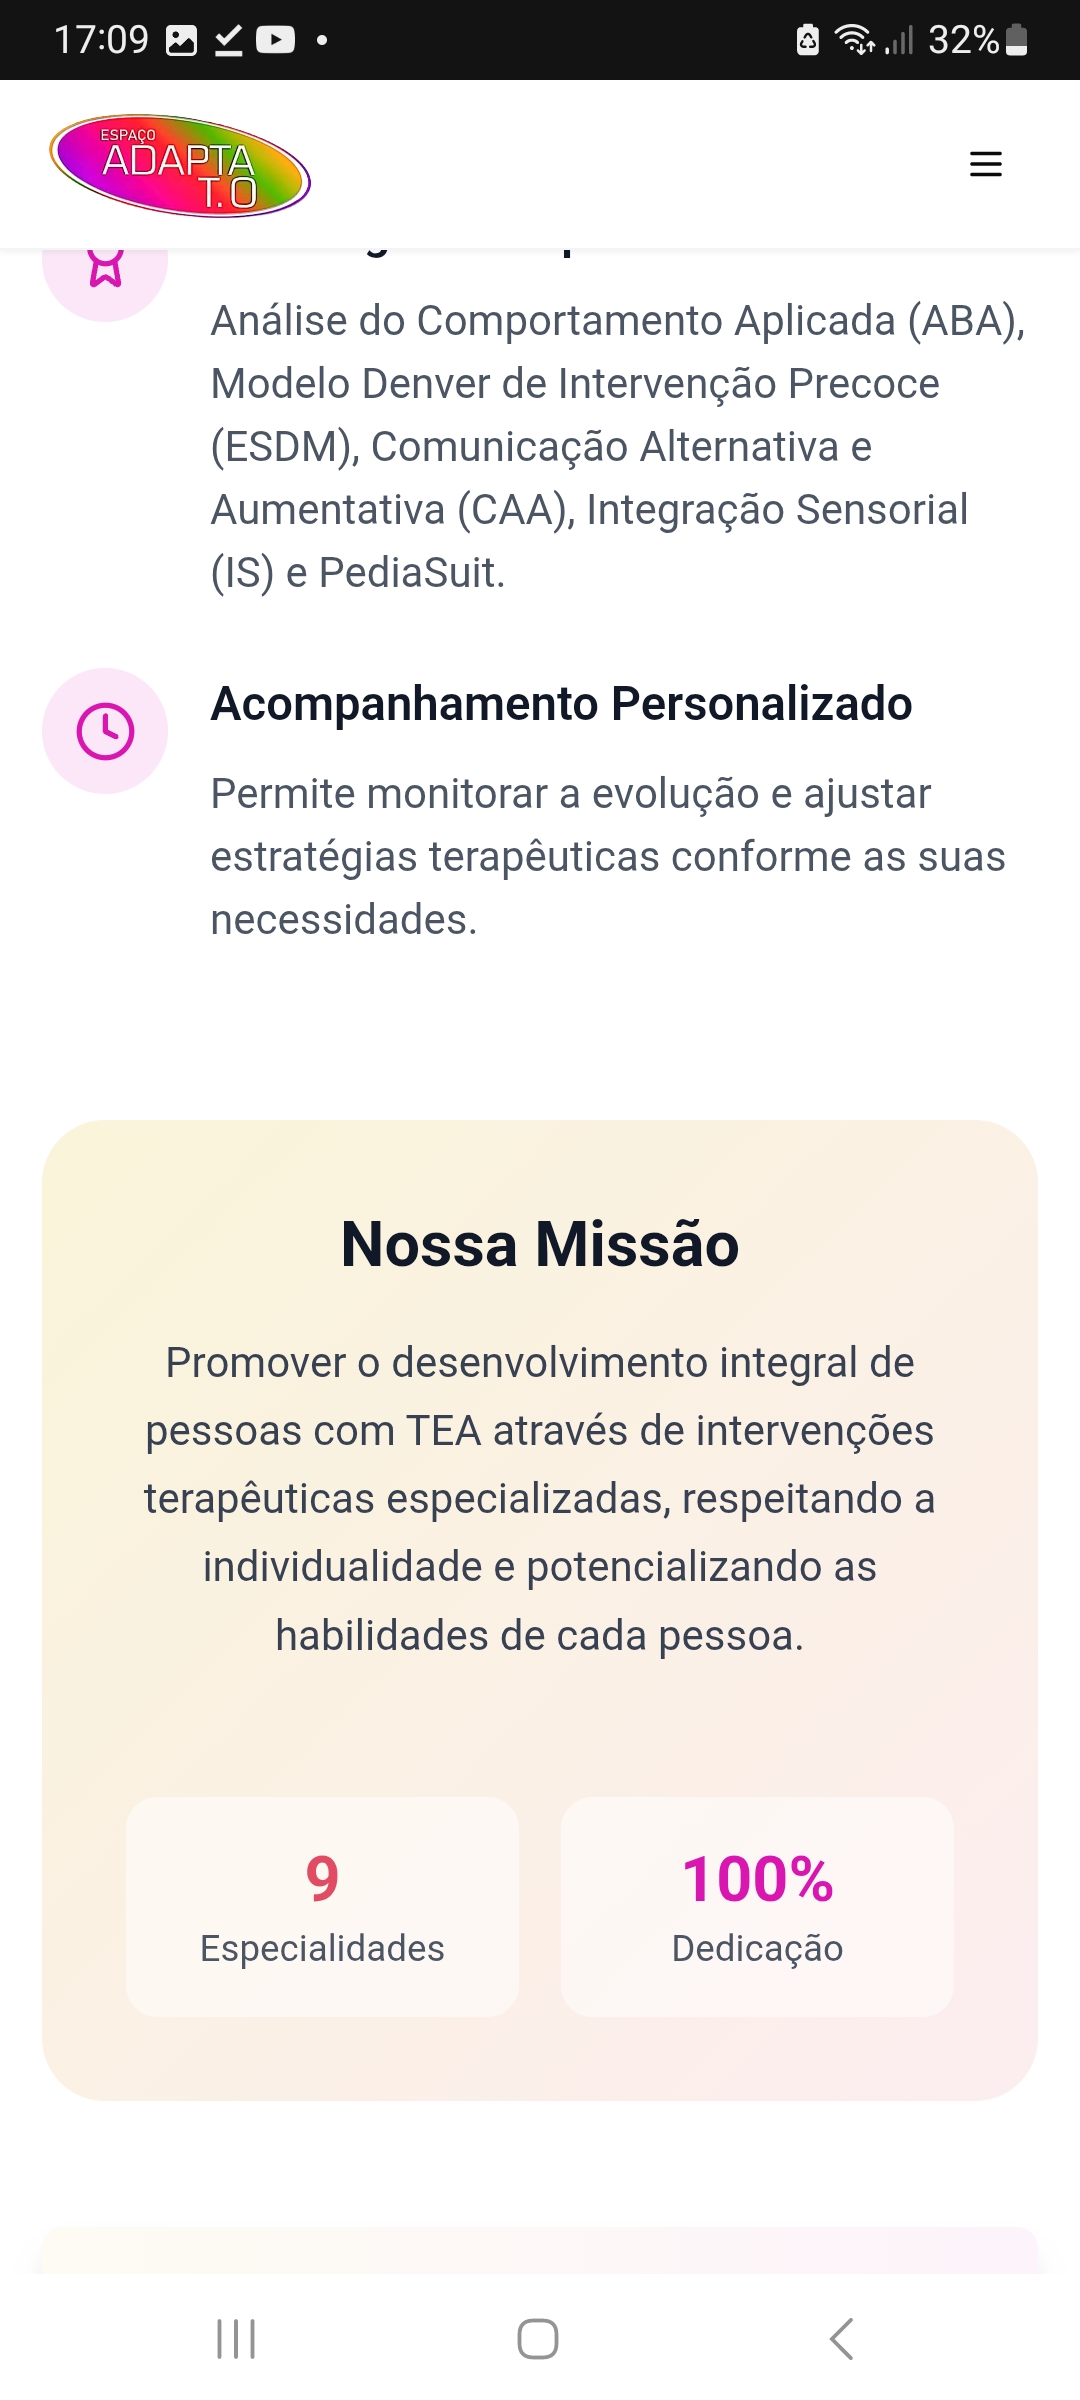 17:09
32%
ESPAÇO
ADAPTA
T.O
Análise do Comportamento Aplicada (ABA),
Modelo Denver de Intervenção Precoce
(ESDM), Comunicação Alternativa e
Aumentativa (CAA), Integração Sensorial
(IS) e PediaSuit.
Acompanhamento Personalizado
Permite monitorar a evolução e ajustar
estratégias terapêuticas conforme as suas
necessidades.
Nossa Missão
Promover o desenvolvimento integral de
pessoas com TEA através de intervenções
terapêuticas especializadas, respeitando a
individualidade e potencializando as
habilidades de cada pessoa.
9
Especialidades
100%
Dedicação